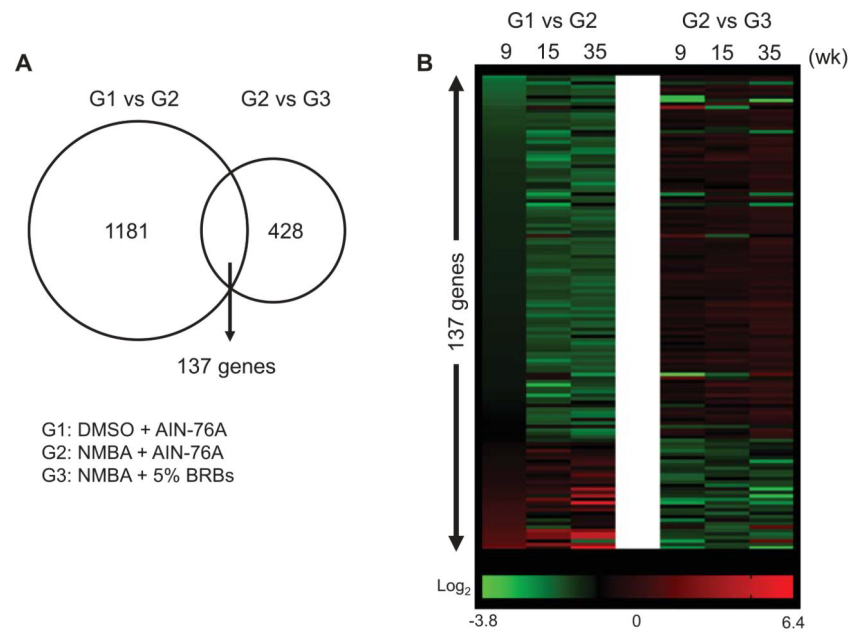 A
G1 vs G2
G2 vs G3
1181
428
137 genes
G1: DMSO + AIN-76A
G2: NMBA + AIN-76A
G3: NMBA + 5% BRBs
B
G1 vs G2
G2 vs G3
9 15 35 9 15 35 (wk)
137 genes
Log2
-3.8 0 6.4